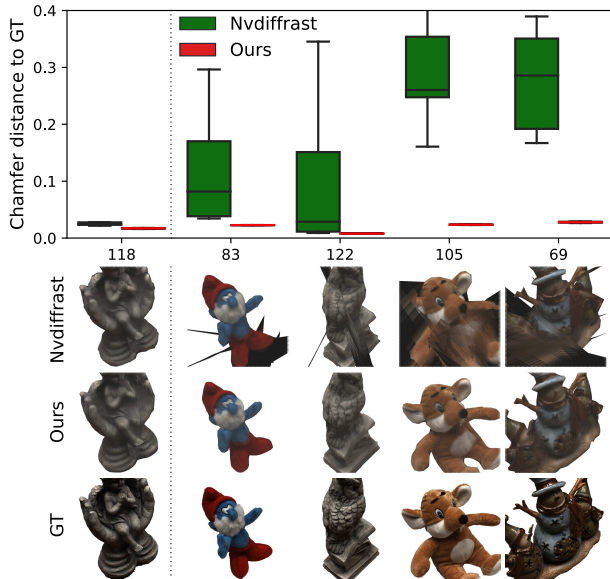 Chamfer distance to GT
0.4
0.3
0.2
0.1
0.0
Nvdiffrast
Ours
118 83 122 105 69
Nvdiffrast
Ours
GT